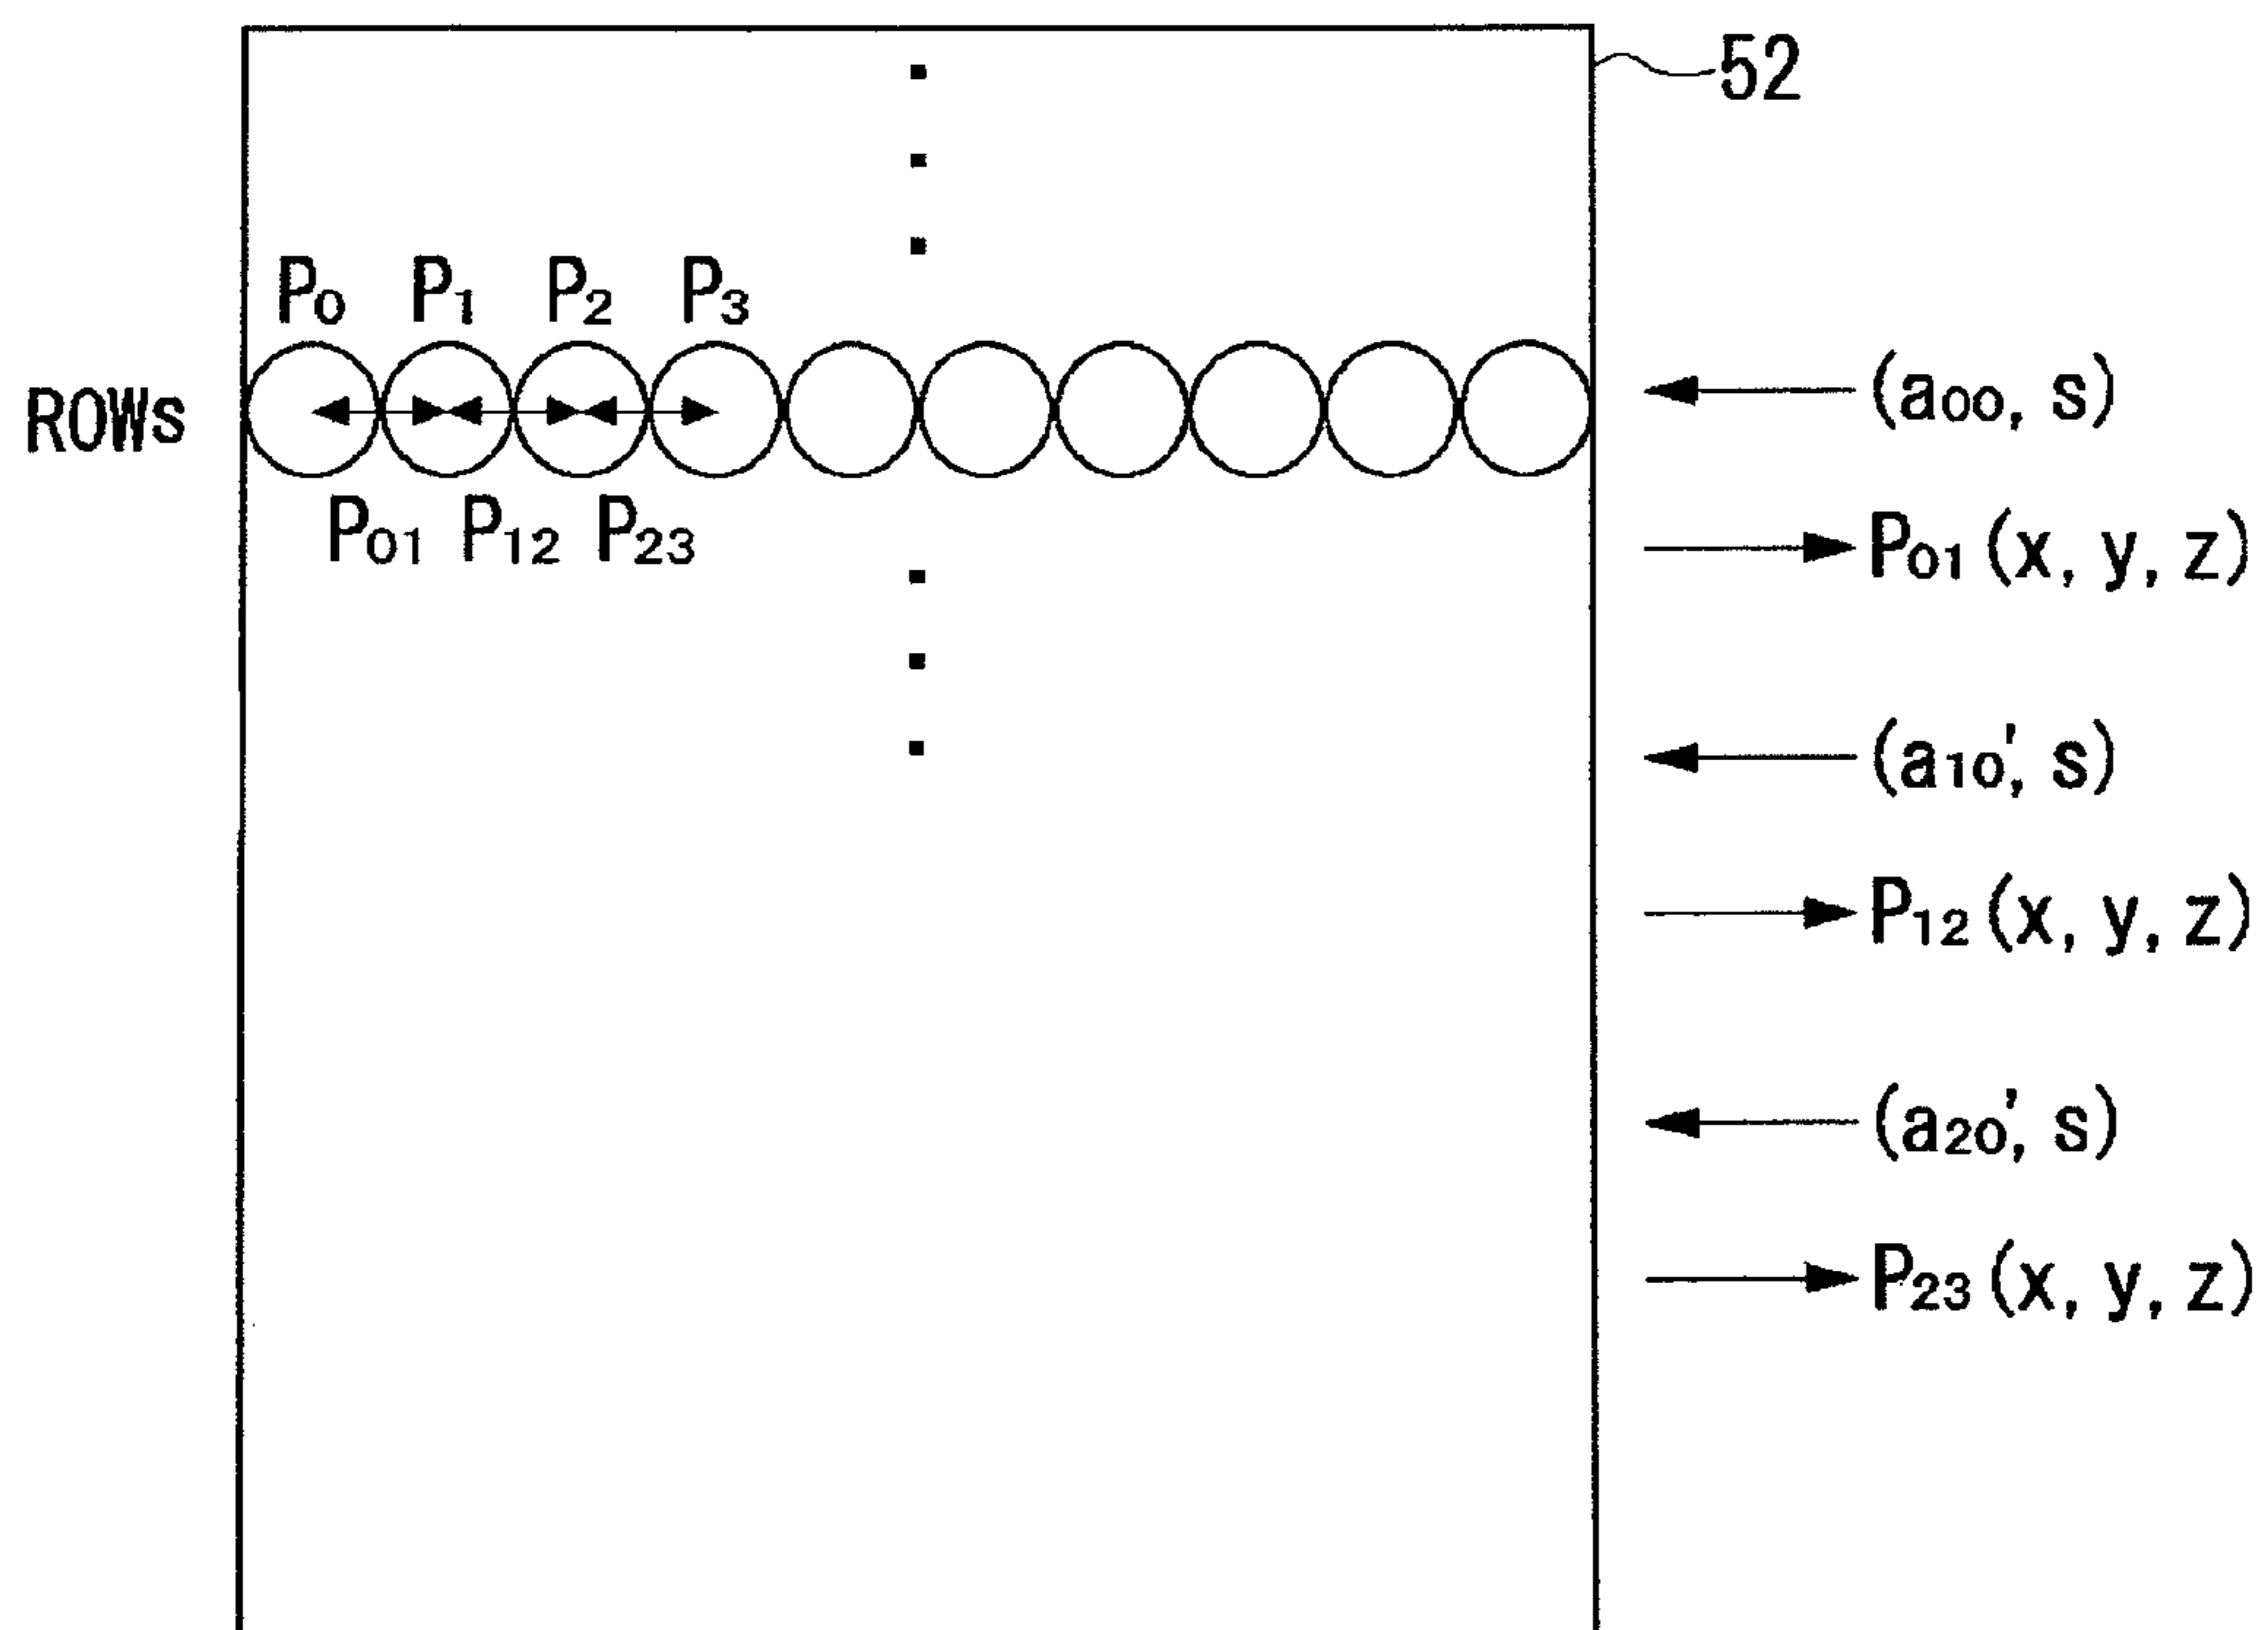 52
P₀ P₁ P₂ P₃
ROWs
(a₀₀, s)
P₀₁ P₁₂ P₂₃
P₀₁ (x, y, z)
(a₁₀', s)
P₁₂ (x, y, z)
(a₂₀', s)
P₂₃ (x, y, z)